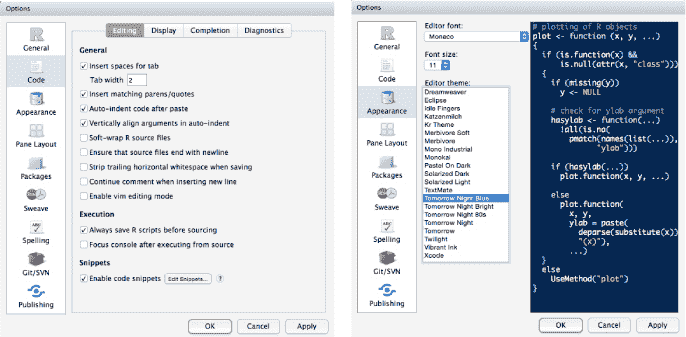 Options
General
Code
Appearance
Pane Layout
Packages
Sweave
Spelling
Git/SVN
Publishing
Editing Display Completion Diagnostics
General
Insert spaces for tab
Tab width 2
Insert matching parens/quotes
Auto-indent code after paste
Vertically align arguments in auto-indent
Soft-wrap R source files
Ensure that source files end with newline
Strip trailing horizontal whitespace when saving
Continue comment when inserting new line
Enable vim editing mode
Execution
Always save R scripts before sourcing
Focus console after executing from source
Snippets
Enable code snippets Edit Snippets... ?
OK Cancel Apply
Options
General
Code
Appearance
Pane Layout
Packages
Sweave
Spelling
Git/SVN
Publishing
Editor font:
Monaco
Font size:
11
Editor theme:
Dreamweaver
Eclipse
Idle Fingers
Katzenmilch
Kr Theme
Merbivore Soft
Merbivore
Mono Industrial
Monokai
Pastel On Dark
Solarized Dark
Solarized Light
TextMate
Tomorrow Night Blue
Tomorrow Night Bright
Tomorrow Night 80s
Tomorrow Night
Tomorrow
Twilight
Vibrant Ink
Xcode
# plotting of R objects
plot <- function (x, y, ...)
{
if (is.function(x) &&
is.null(attr(x, "class")))
{
if (missing(y))
y <- NULL
# check for ylab argument
hasylab <- function(...)
!all(is.na(
pmatch(names(list(...)),
"ylab")))
if (hasylab(...))
plot.function(x, y, ...)
else
plot.function(
x, y,
ylab = paste(
deparse(substitute(x))
"(x)"),
...)
}
else
UseMethod("plot")
}
OK Cancel Apply